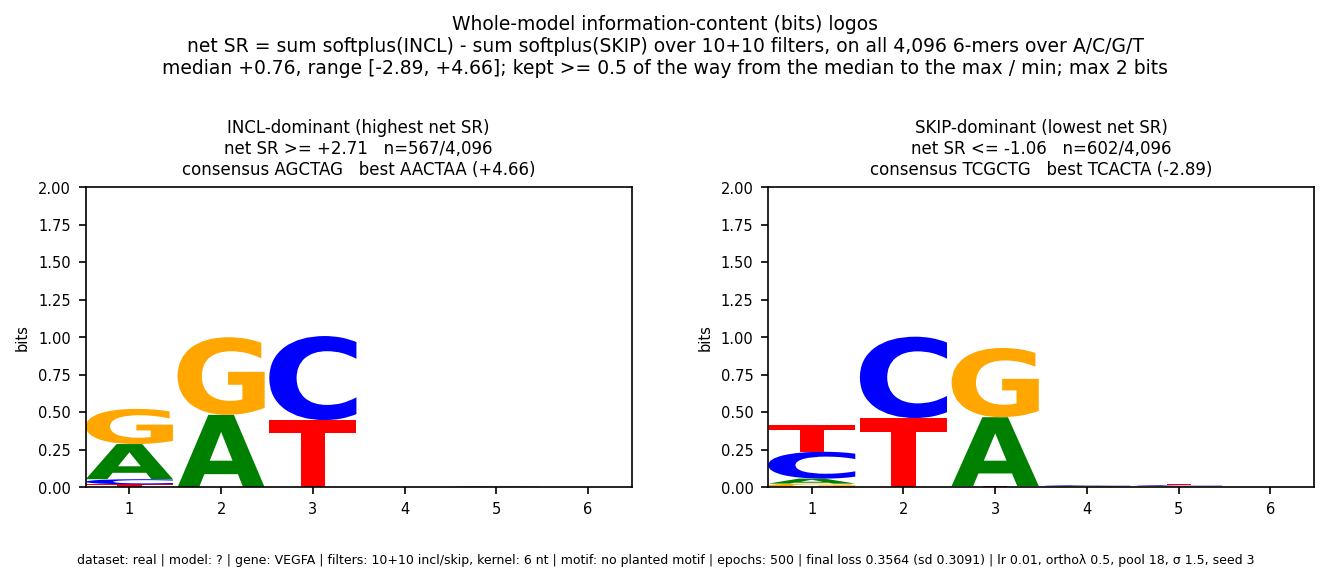 Whole-model information-content (bits) logos
net SR = sum softplus(INCL) - sum softplus(SKIP) over 10+10 filters, on all 4,096 6-mers over A/C/G/T
median +0.76, range [-2.89, +4.66]; kept >= 0.5 of the way from the median to the max / min; max 2 bits
INCL-dominant (highest net SR)
net SR >= +2.71   n=567/4,096
consensus AGCTAG   best AACTAA (+4.66)
2.00
1.75
1.50
1.25
1.00
0.75
0.50
0.25
0.00
bits
G
A
C
T
G
A
C
T
1 2 3 4 5 6
SKIP-dominant (lowest net SR)
net SR <= -1.06   n=602/4,096
consensus TCGCTG   best TCACTA (-2.89)
2.00
1.75
1.50
1.25
1.00
0.75
0.50
0.25
0.00
bits
T
C
A
G
C
T
G
A
1 2 3 4 5 6
dataset: real | model: ? | gene: VEGFA | filters: 10+10 incl/skip, kernel: 6 nt | motif: no planted motif | epochs: 500 | final loss 0.3564 (sd 0.3091) | lr 0.01, orthoλ 0.5, pool 18, σ 1.5, seed 3